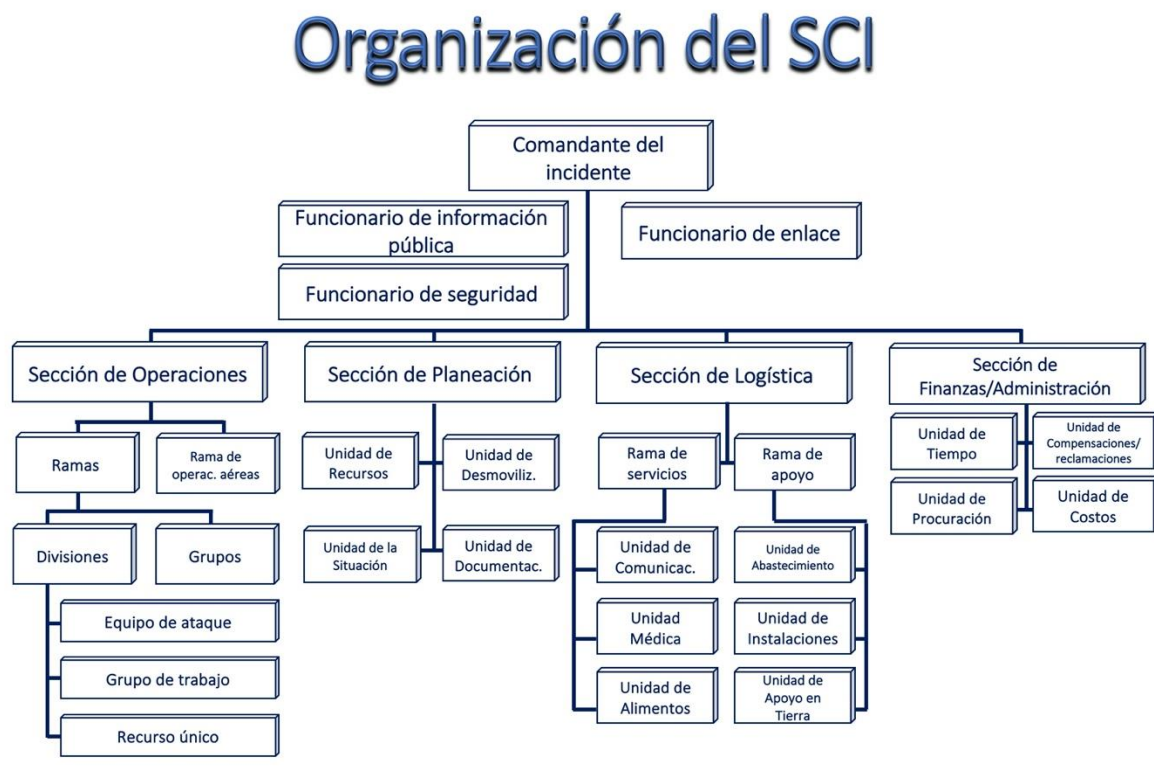 Organización del SCI
Comandante del
incidente
Funcionario de información
pública
Funcionario de enlace
Funcionario de seguridad
Sección de Operaciones
Sección de Planeación
Sección de Logística
Sección de
Finanzas/Administración
Ramas
Rama de
operac. aéreas
Unidad de
Recursos
Unidad de
Desmoviliz.
Rama de
servicios
Rama de
apoyo
Unidad de
Tiempo
Unidad de
Compensaciones/
reclamaciones
Unidad de
Procuración
Unidad de
Costos
Divisiones
Grupos
Unidad de la
Situación
Unidad de
Documentac.
Unidad de
Comunicac.
Unidad de
Abastecimiento
Equipo de ataque
Unidad
Médica
Unidad de
Instalaciones
Grupo de trabajo
Unidad de
Alimentos
Unidad de
Apoyo en
Tierra
Recurso único